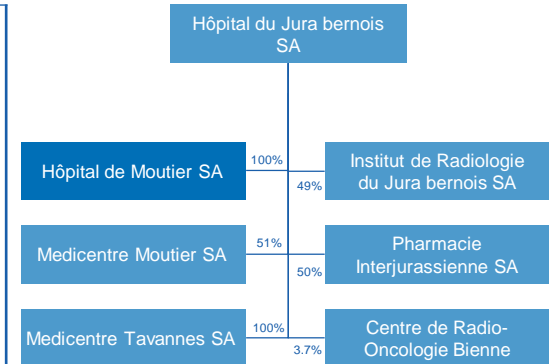 Hôpital du Jura bernois
SA
Hôpital de Moutier SA
100%
49%
Institut de Radiologie
du Jura bernois SA
Medicentre Moutier SA
51%
50%
Pharmacie
Interjurassienne SA
Medicentre Tavannes SA
100%
3.7%
Centre de Radio-
Oncologie Bienne